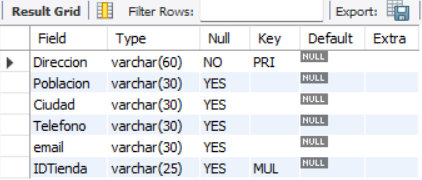 Result Grid Filter Rows: Export:
Field Type Null Key Default Extra
Direccion varchar(60) NO PRI NULL
Poblacion varchar(30) YES NULL
Ciudad varchar(30) YES NULL
Telefono varchar(30) YES NULL
email varchar(30) YES NULL
IDTienda varchar(25) YES MUL NULL